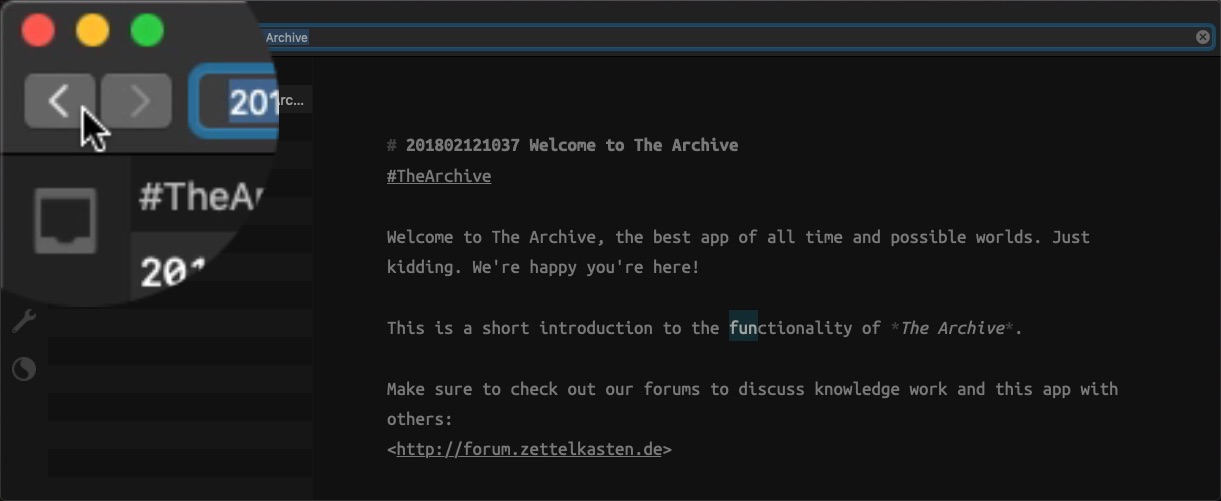 Archive
201
rc...
#TheAr
201
# 201802121037 Welcome to The Archive
#TheArchive
Welcome to The Archive, the best app of all time and possible worlds. Just
kidding. We're happy you're here!
This is a short introduction to the functionality of *The Archive*.
Make sure to check out our forums to discuss knowledge work and this app with
others:
<http://forum.zettelkasten.de>